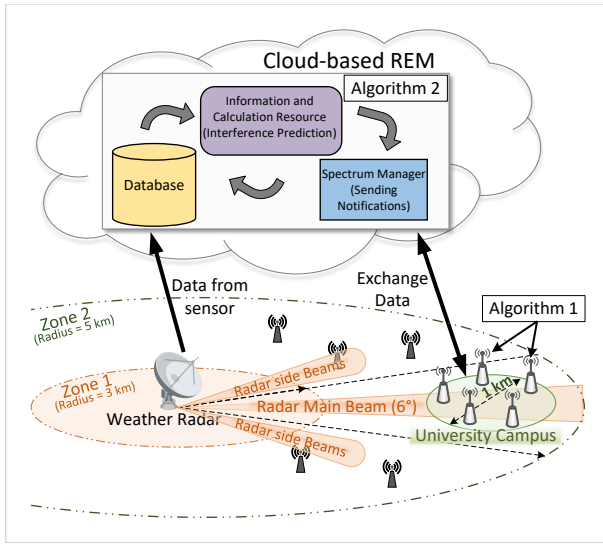 Cloud-based REM
Algorithm 2
Information and
Calculation Resource
(Interference Prediction)
Database
Spectrum Manager
(Sending
Notifications)
Data from
sensor
Exchange
Data
Algorithm 1
Zone 2
(Radius = 5 km)
Zone 1
(Radius = 3 km)
Weather Radar
Radar side Beams
Radar Main Beam (6°)
Radar side Beams
1 km
University Campus